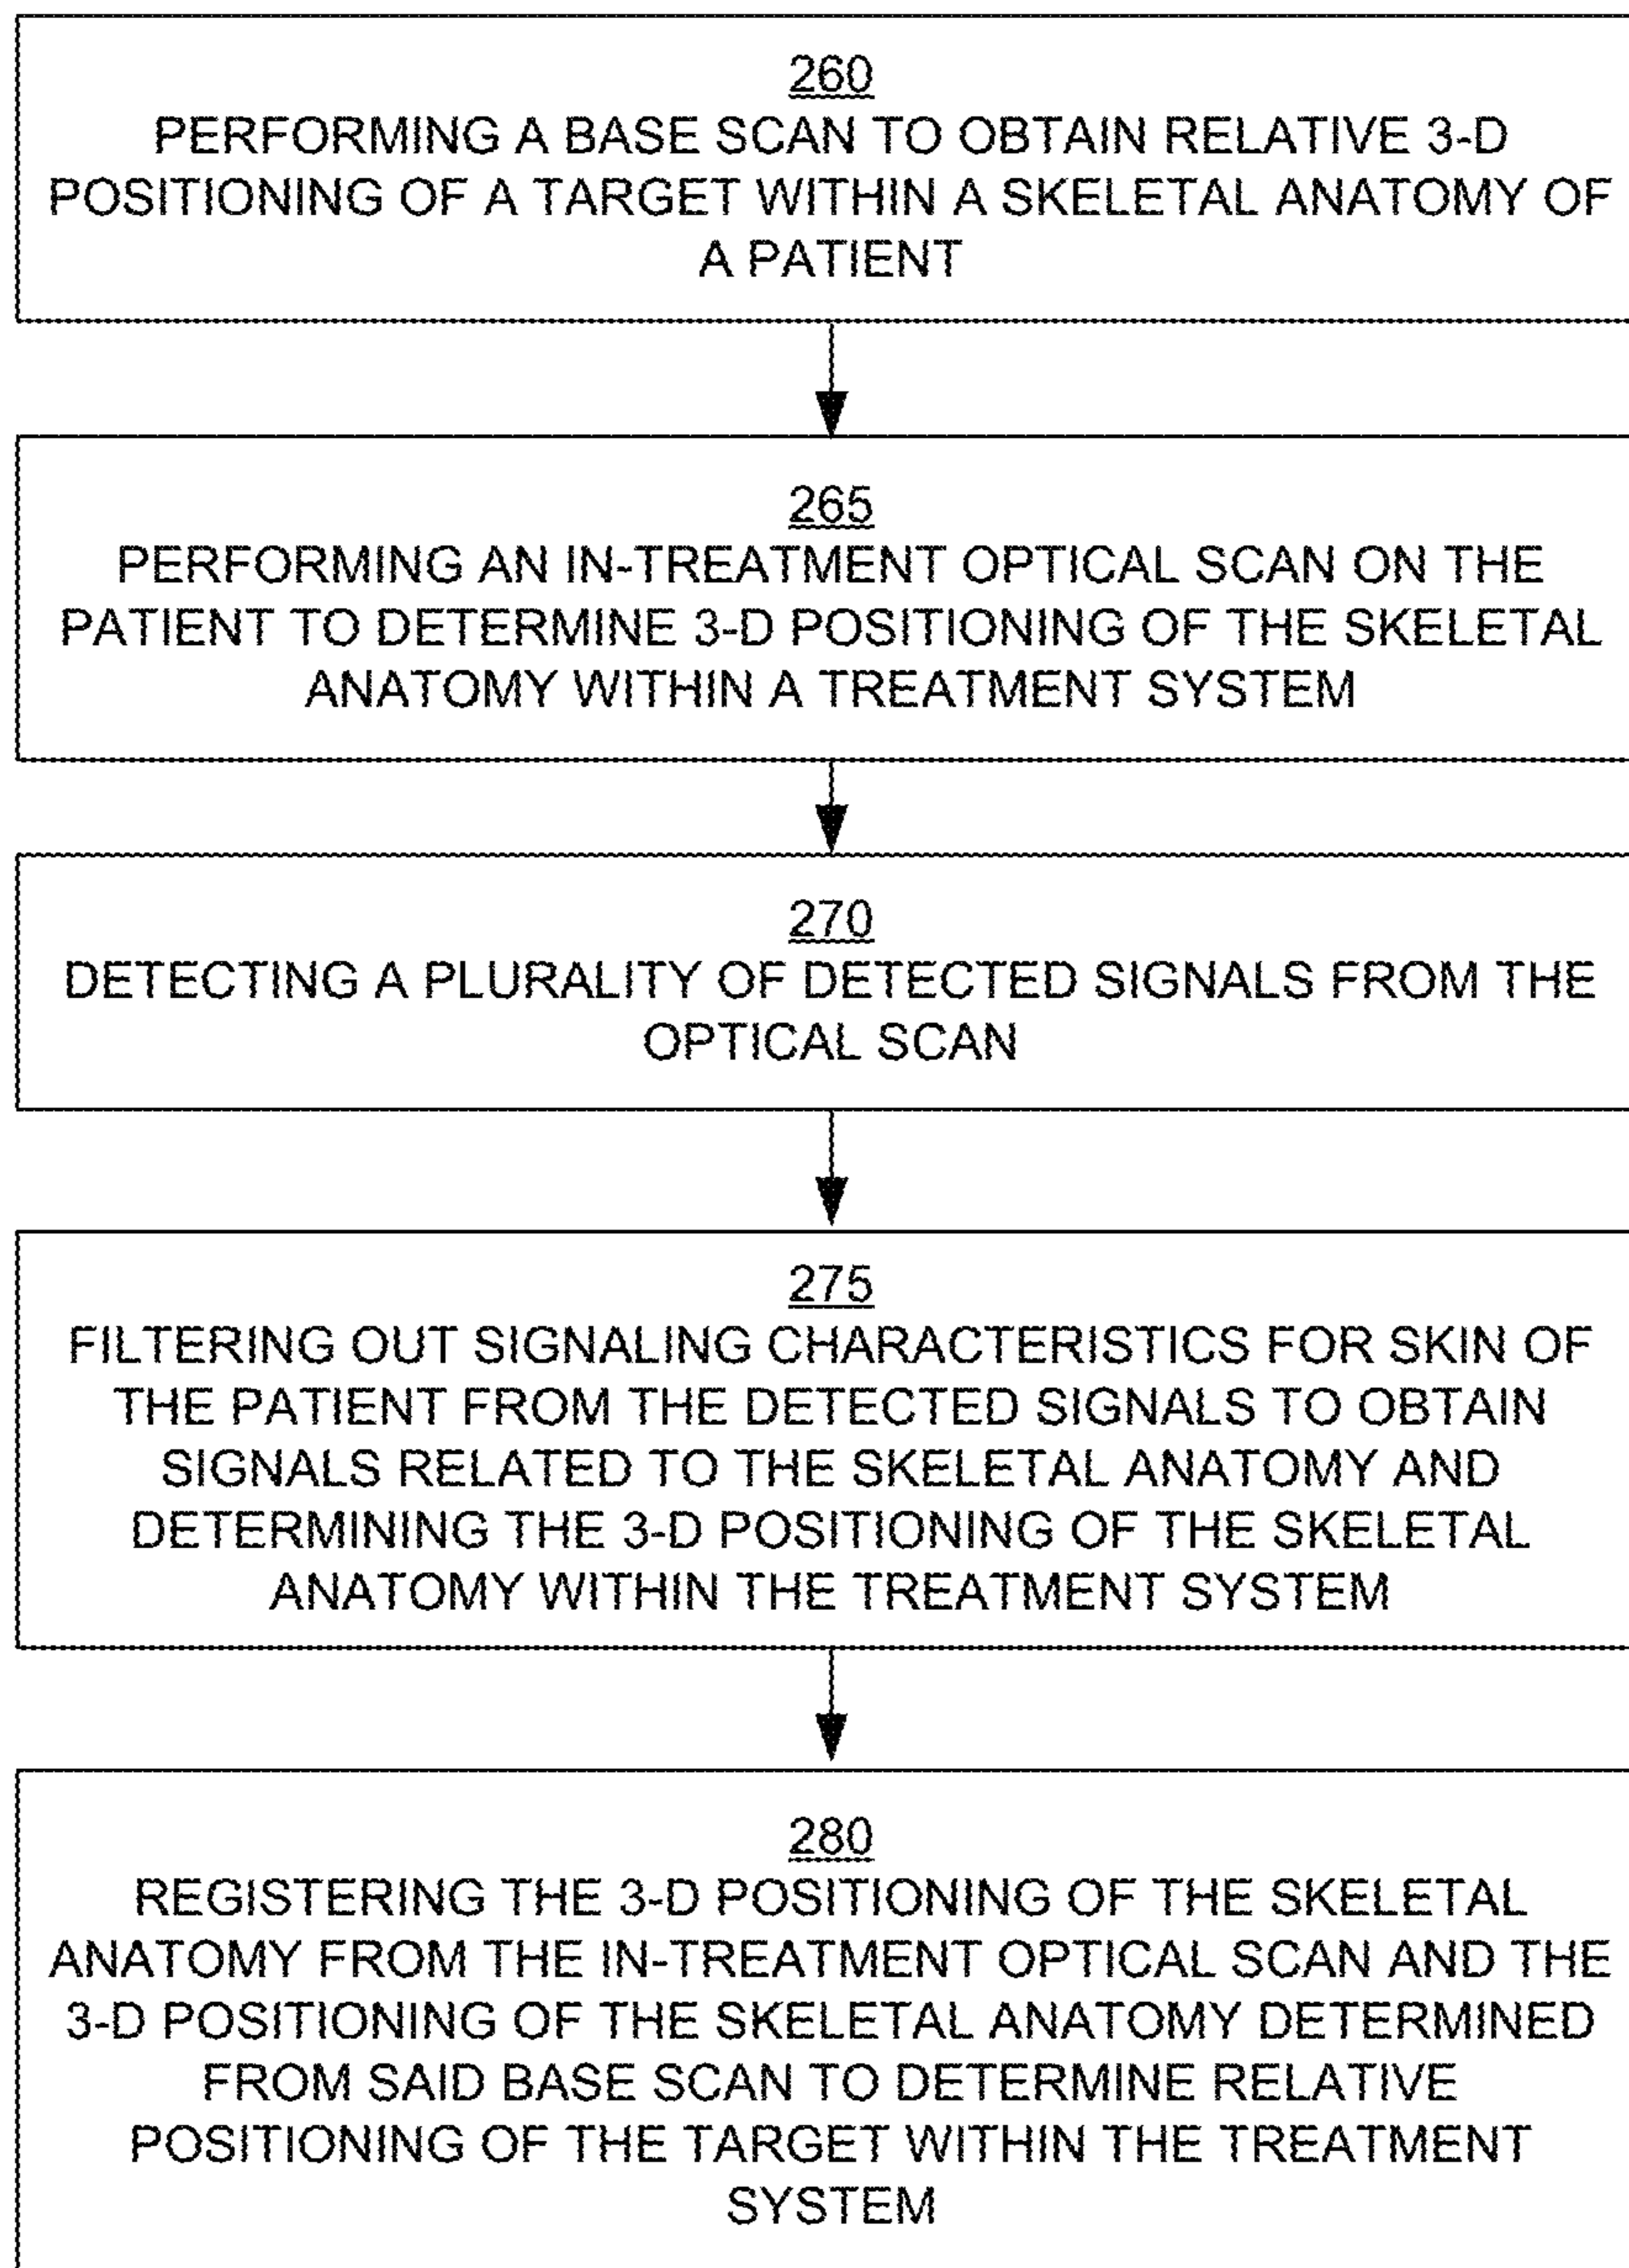 260
PERFORMING A BASE SCAN TO OBTAIN RELATIVE 3-D
POSITIONING OF A TARGET WITHIN A SKELETAL ANATOMY OF
A PATIENT
265
PERFORMING AN IN-TREATMENT OPTICAL SCAN ON THE
PATIENT TO DETERMINE 3-D POSITIONING OF THE SKELETAL
ANATOMY WITHIN A TREATMENT SYSTEM
270
DETECTING A PLURALITY OF DETECTED SIGNALS FROM THE
OPTICAL SCAN
275
FILTERING OUT SIGNALING CHARACTERISTICS FOR SKIN OF
THE PATIENT FROM THE DETECTED SIGNALS TO OBTAIN
SIGNALS RELATED TO THE SKELETAL ANATOMY AND
DETERMINING THE 3-D POSITIONING OF THE SKELETAL
ANATOMY WITHIN THE TREATMENT SYSTEM
280
REGISTERING THE 3-D POSITIONING OF THE SKELETAL
ANATOMY FROM THE IN-TREATMENT OPTICAL SCAN AND THE
3-D POSITIONING OF THE SKELETAL ANATOMY DETERMINED
FROM SAID BASE SCAN TO DETERMINE RELATIVE
POSITIONING OF THE TARGET WITHIN THE TREATMENT
SYSTEM